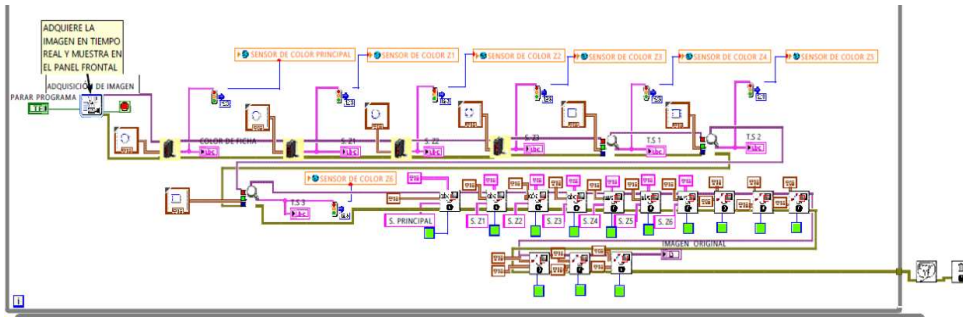 ADQUIERE LA
IMAGEN EN TIEMPO
REAL Y MUESTRA EN
EL PANEL FRONTAL
SENSOR DE COLOR PRINCIPAL
SENSOR DE COLOR Z1
SENSOR DE COLOR Z2
SENSOR DE COLOR Z3
SENSOR DE COLOR Z4
SENSOR DE COLOR Z5
ADQUISICIÓN DE IMAGEN
PARAR PROGRAMA
COLOR DE FICHA
S. Z1
S. Z2
S. Z3
T.S 1
T.S 2
SENSOR DE COLOR Z6
T.S 3
S. PRINCIPAL
S. Z1
S. Z2
S. Z3
S. Z4
S. Z5
S. Z6
IMAGEN ORIGINAL
i